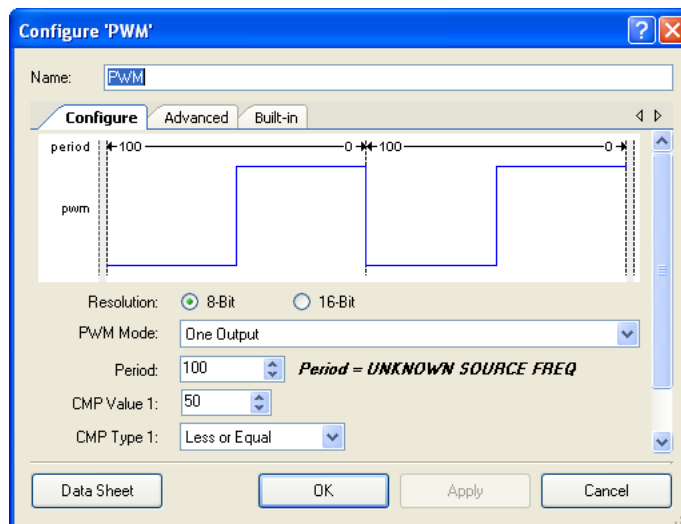 Configure 'PWM'
Name: PWM
Configure Advanced Built-in
period 100 0 100 0
pwm
Resolution: 8-Bit 16-Bit
PWM Mode: One Output
Period: 100 Period = UNKNOWN SOURCE FREQ
CMP Value 1: 50
CMP Type 1: Less or Equal
Data Sheet OK Apply Cancel